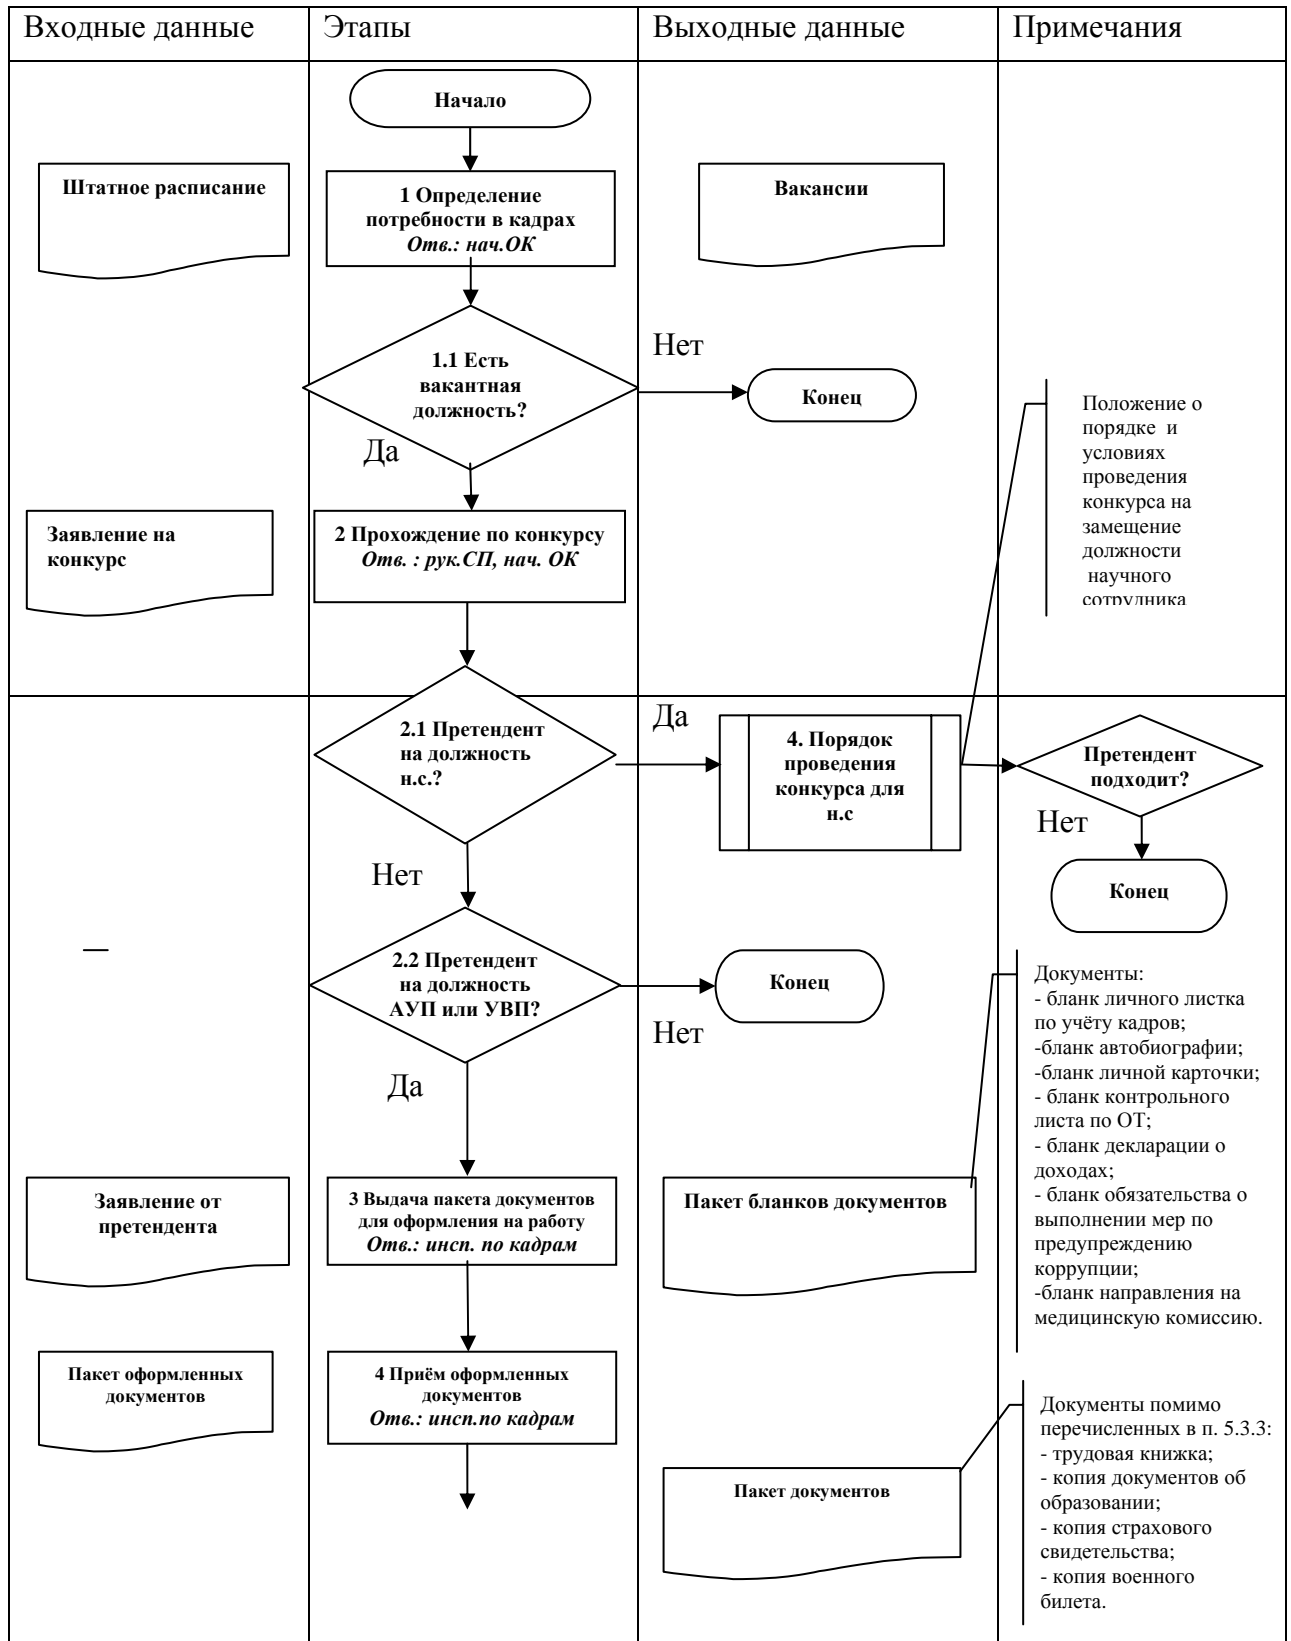 Входные данные
Этапы
Выходные данные
Примечания
Начало
Штатное расписание
1 Определение
потребности в кадрах
Отв.: нач.ОК
Вакансии
1.1 Есть
вакантная
должность?
Нет
Конец
Да
Положение о
порядке и
условиях
проведения
конкурса на
замещение
должности
научного
сотрудника
Заявление на
конкурс
2 Прохождение по конкурсу
Отв. : рук.СП, нач. ОК
2.1 Претендент
на должность
н.с.?
Да
4. Порядок
проведения
конкурса для
н.с
Претендент
подходит?
Нет
Конец
Нет
—
2.2 Претендент
на должность
АУП или УВП?
Конец
Нет
Да
Документы:
- бланк личного листка
по учёту кадров;
-бланк автобиографии;
-бланк личной карточки;
- бланк контрольного
листа по ОТ;
- бланк декларации о
доходах;
- бланк обязательства о
выполнении мер по
предупреждению
коррупции;
-бланк направления на
медицинскую комиссию.
Заявление от
претендента
3 Выдача пакета документов
для оформления на работу
Отв.: инсп. по кадрам
Пакет бланков документов
Пакет оформленных
документов
4 Приём оформленных
документов
Отв.: инсп.по кадрам
Пакет документов
Документы помимо
перечисленных в п. 5.3.3:
- трудовая книжка;
- копия документов об
образовании;
- копия страхового
свидетельства;
- копия военного
билета.